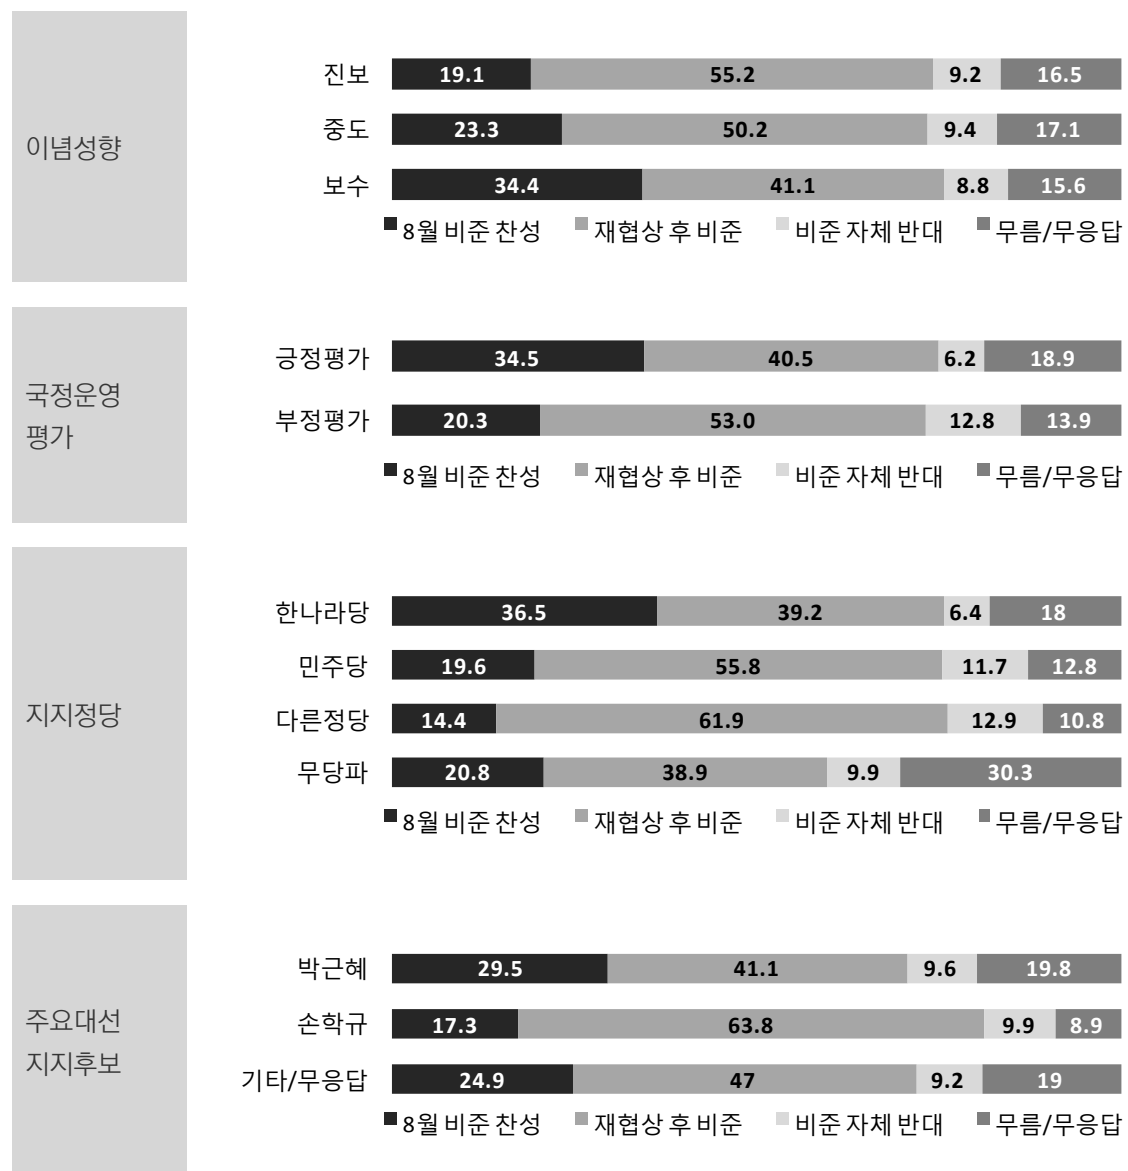 이념성향
진보 19.1 55.2 9.2 16.5
중도 23.3 50.2 9.4 17.1
보수 34.4 41.1 8.8 15.6
8월 비준 찬성 재협상 후 비준 비준 자체 반대 무름/무응답
국정운영
평가
긍정평가 34.5 40.5 6.2 18.9
부정평가 20.3 53.0 12.8 13.9
8월 비준 찬성 재협상 후 비준 비준 자체 반대 무름/무응답
지지정당
한나라당 36.5 39.2 6.4 18
민주당 19.6 55.8 11.7 12.8
다른정당 14.4 61.9 12.9 10.8
무당파 20.8 38.9 9.9 30.3
8월 비준 찬성 재협상 후 비준 비준 자체 반대 무름/무응답
주요대선
지지후보
박근혜 29.5 41.1 9.6 19.8
손학규 17.3 63.8 9.9 8.9
기타/무응답 24.9 47 9.2 19
8월 비준 찬성 재협상 후 비준 비준 자체 반대 무름/무응답